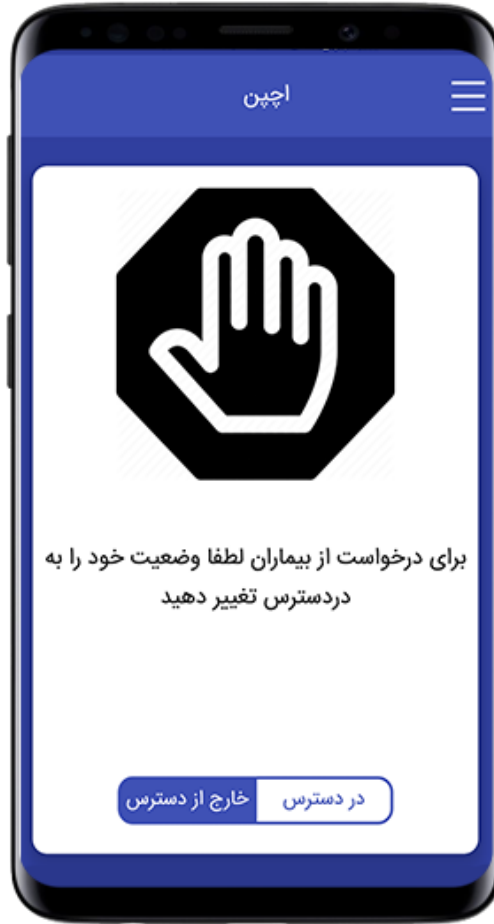 اچپن
برای درخواست از بیماران لطفا وضعیت خود را به
دردسترس تغییر دهید
در دسترس
خارج از دسترس